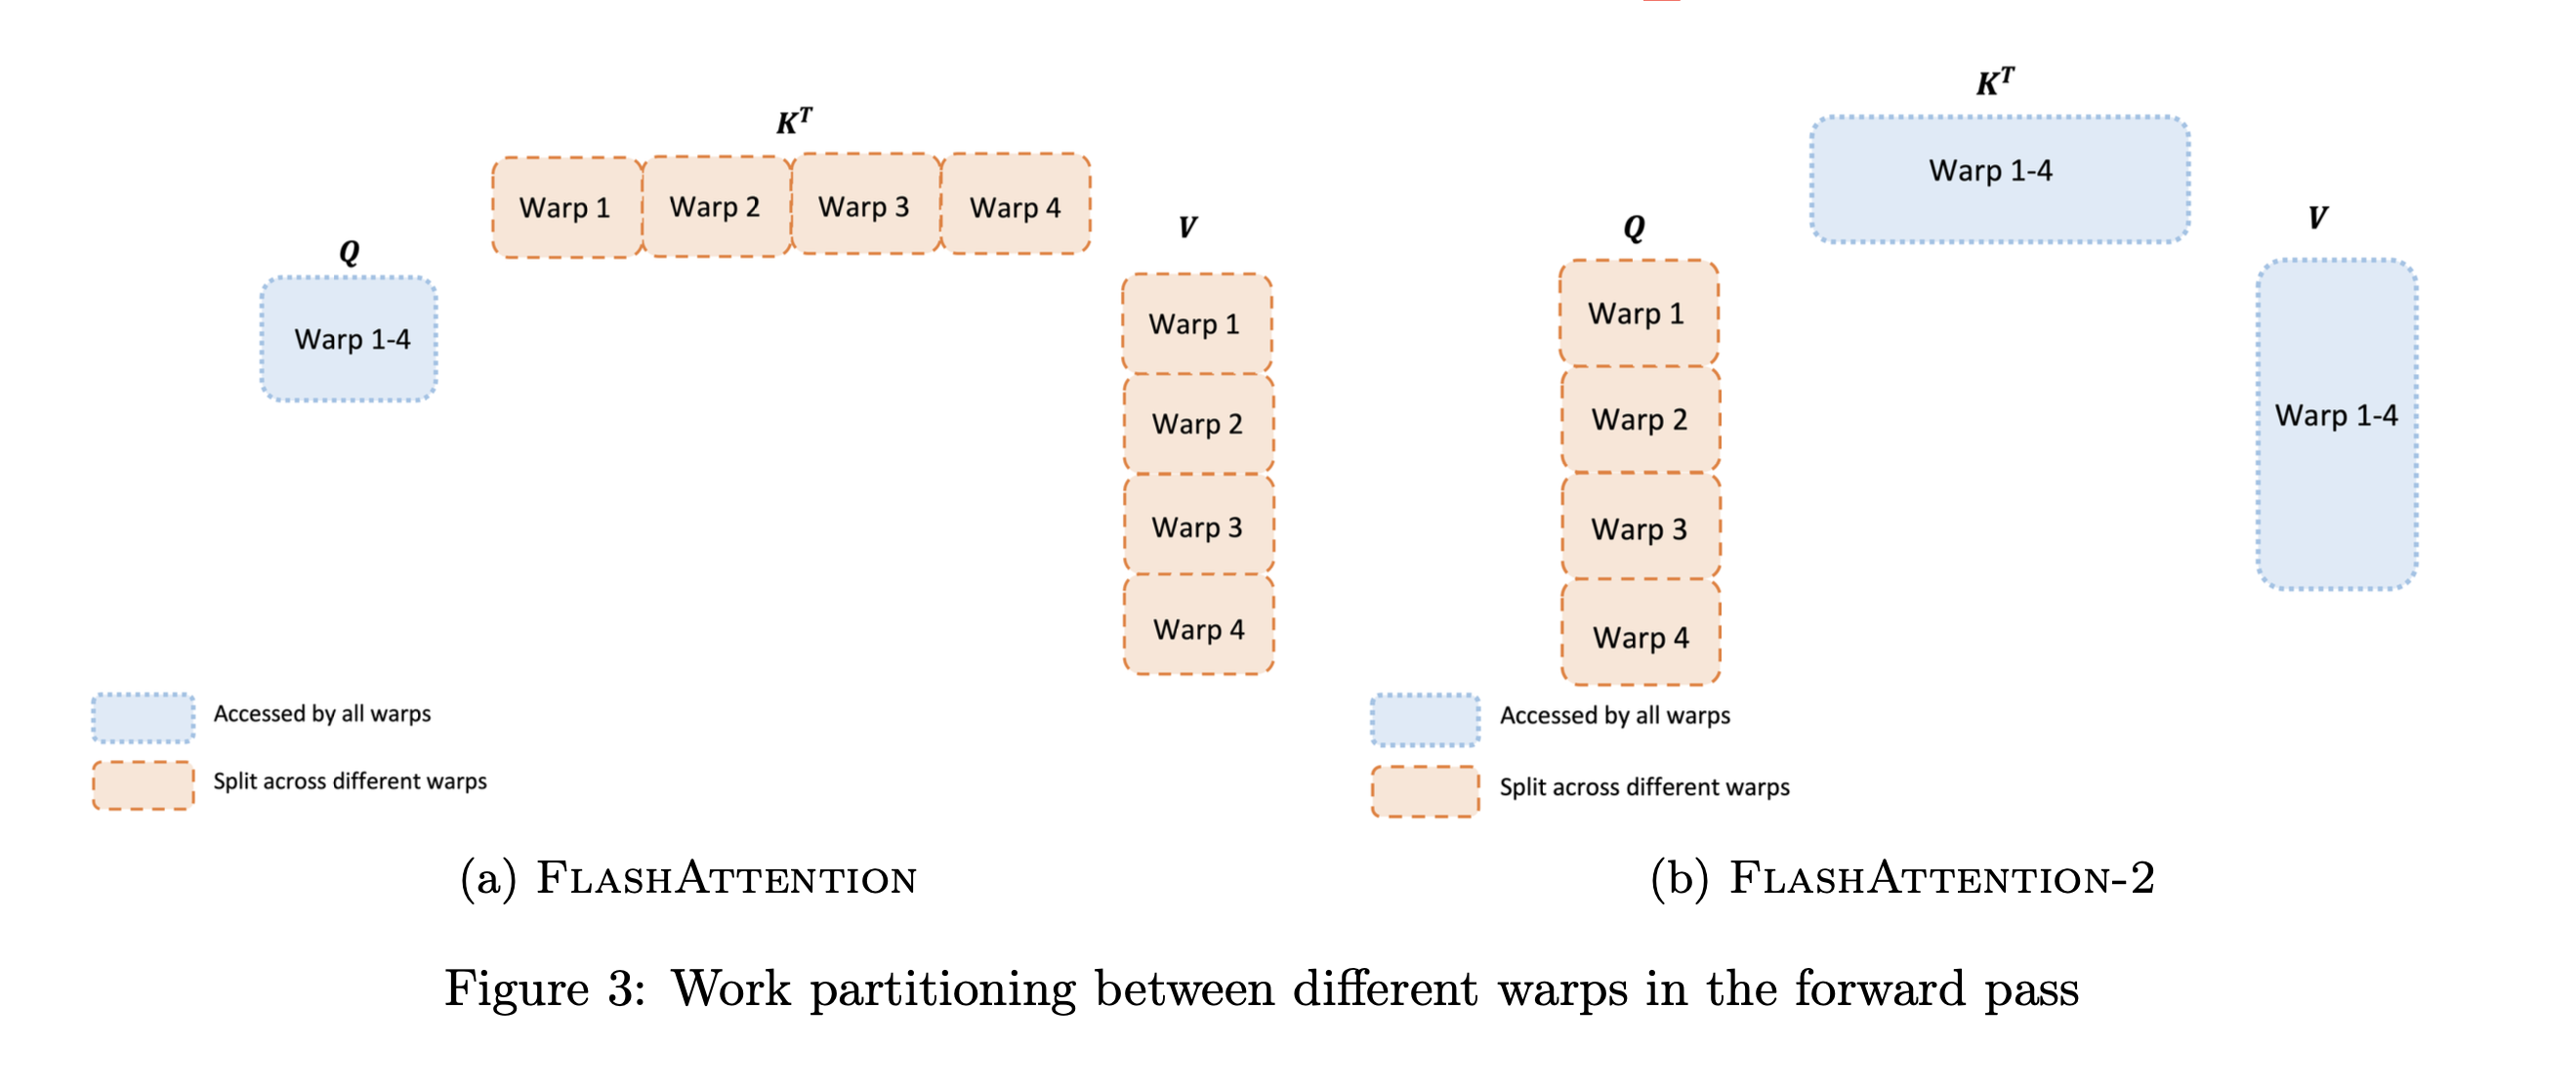 K^T
Warp 1 Warp 2 Warp 3 Warp 4
Q
Warp 1-4
V
Warp 1
Warp 2
Warp 3
Warp 4
Accessed by all warps
Split across different warps
(a) FLASHATTENTION
K^T
Warp 1-4
Q
Warp 1
Warp 2
Warp 3
Warp 4
V
Warp 1-4
Accessed by all warps
Split across different warps
(b) FLASHATTENTION-2
Figure 3: Work partitioning between different warps in the forward pass